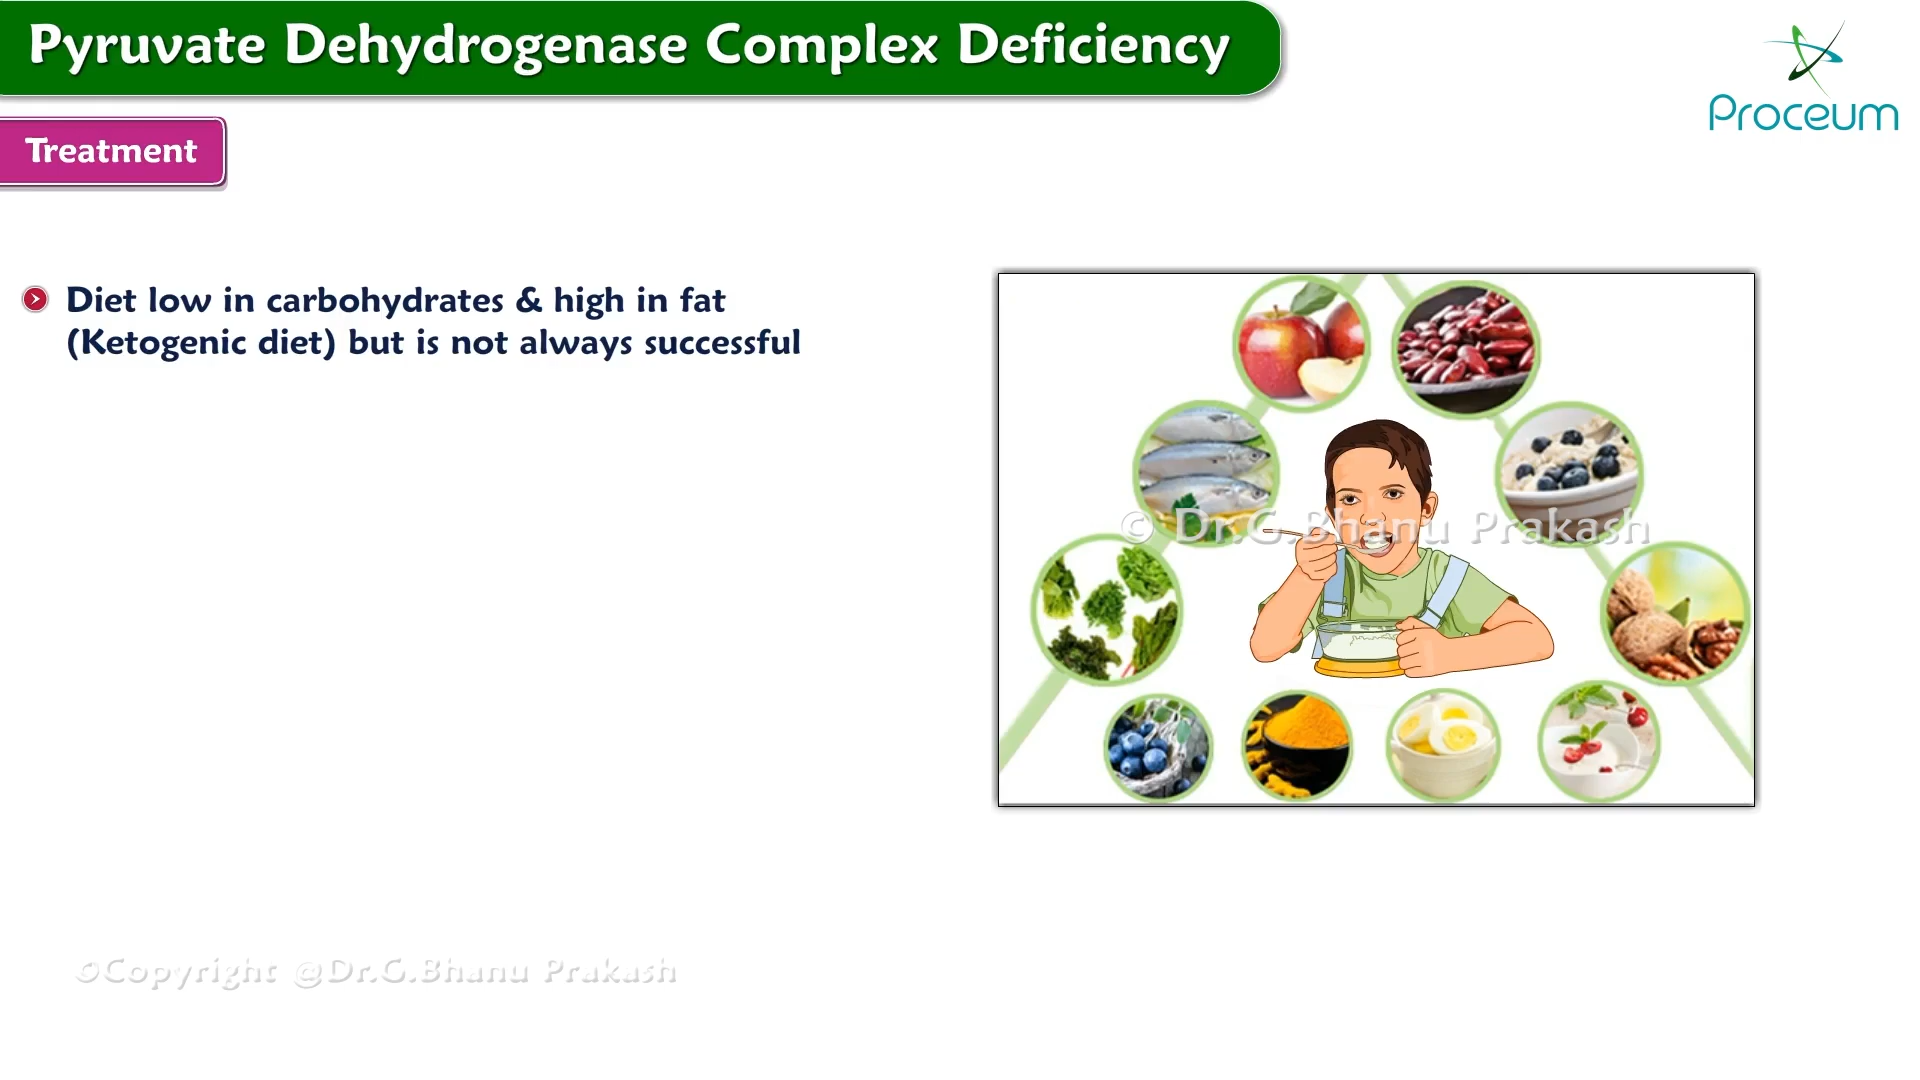 Pyruvate Dehydrogenase Complex Deficiency
Proceum
Treatment
Diet low in carbohydrates & high in fat
(Ketogenic diet) but is not always successful
© Dr.G.Bhanu Prakash
©Copyright @Dr.G.Bhanu Prakash